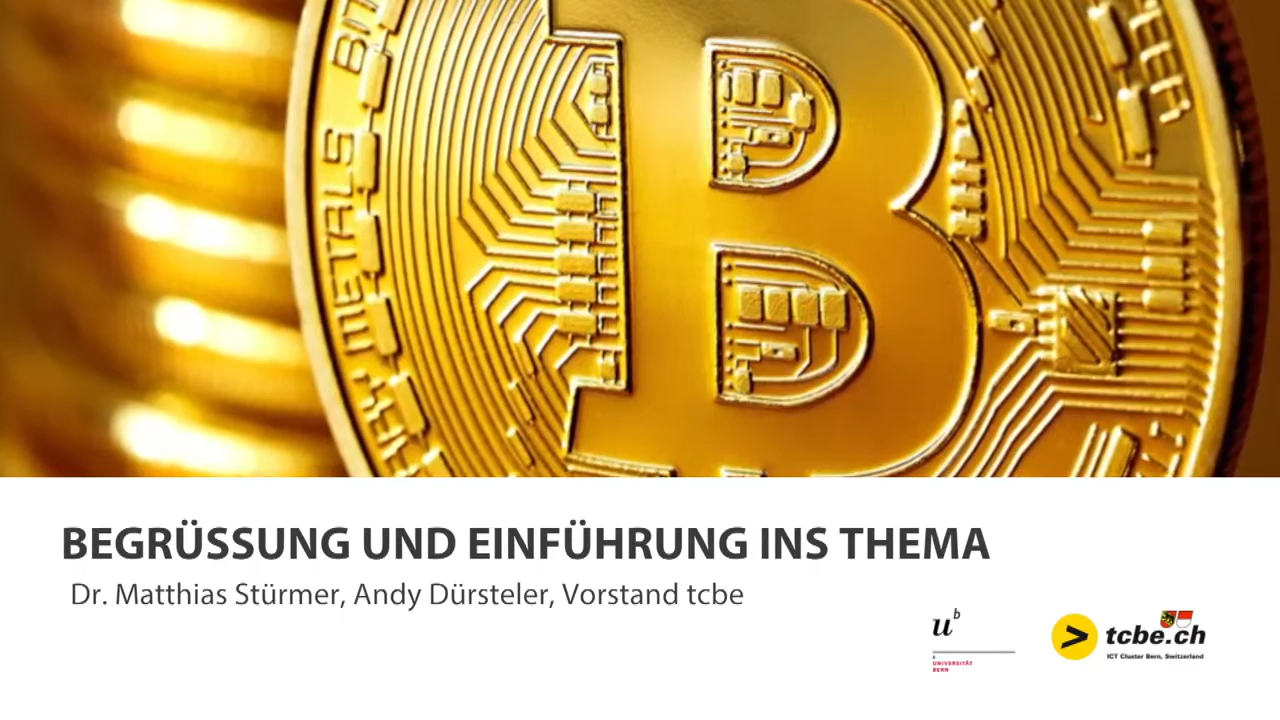 METALS
BEGRÜSSUNG UND EINFÜHRUNG INS THEMA
Dr. Matthias Stürmer, Andy Dürsteler, Vorstand tcbe
u b
b
UNIVERSITÄT
BERN
tcbe.ch
ICT Cluster Bern, Switzerland